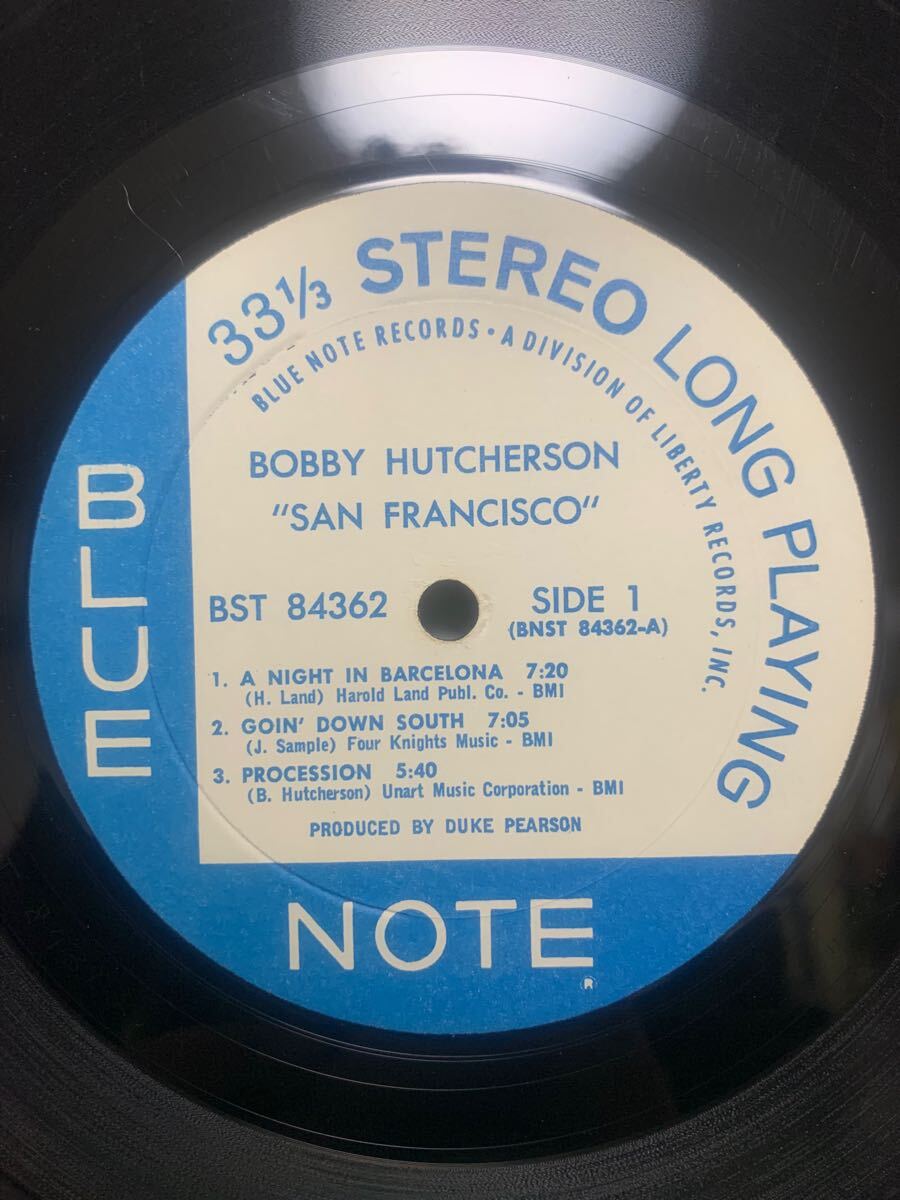 33⅓ STEREO LONG PLAYING
BLUE NOTE RECORDS • A DIVISION OF LIBERTY RECORDS, INC.
BOBBY HUTCHERSON
"SAN FRANCISCO"
BST 84362
SIDE 1
(BNST 84362-A)
1. A NIGHT IN BARCELONA 7:20
(H. Land) Harold Land Publ. Co. - BMI
2. GOIN' DOWN SOUTH 7:05
(J. Sample) Four Knights Music - BMI
3. PROCESSION 5:40
(B. Hutcherson) Unart Music Corporation - BMI
PRODUCED BY DUKE PEARSON
BLUE
NOTE
®